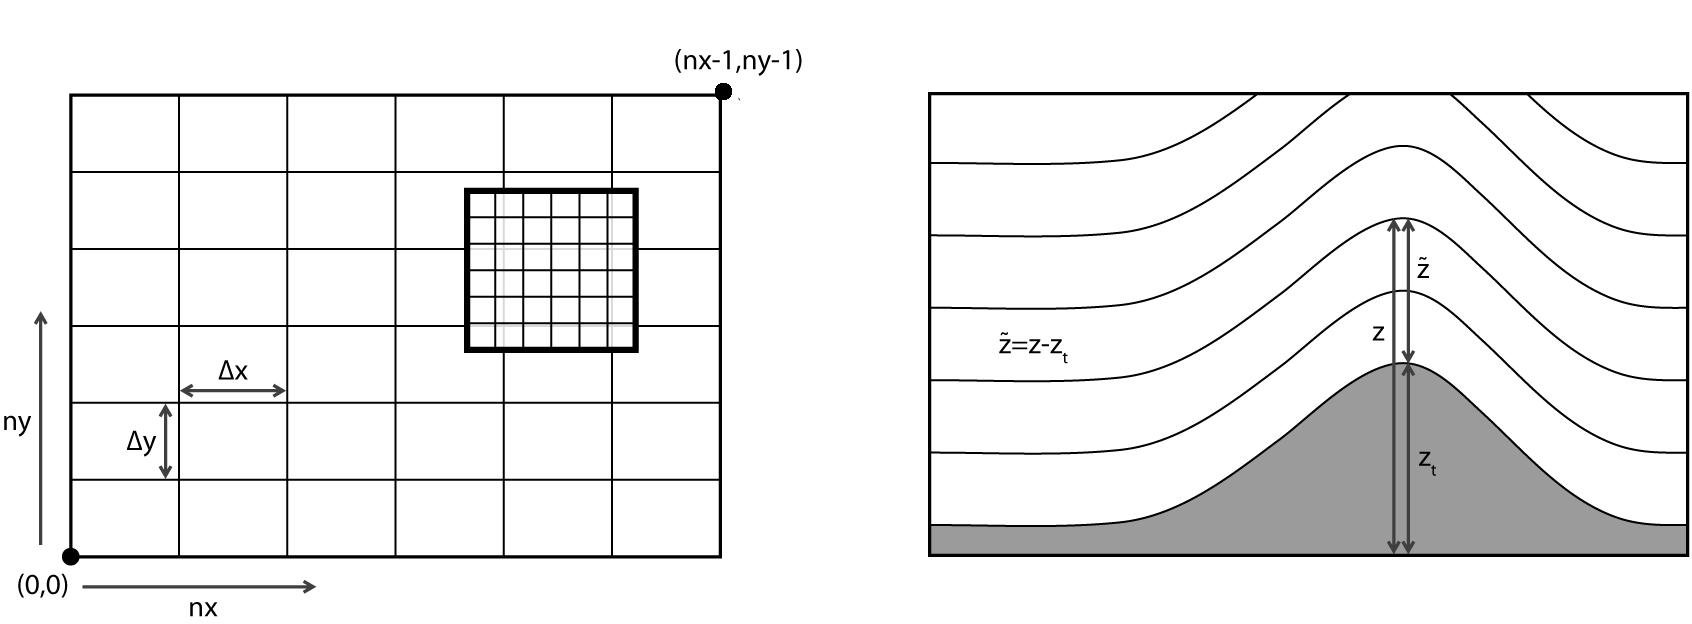 (nx-1,ny-1)
Δx
ny
Δy
(0,0)
nx
z̃
z
z̃=z-zt
zt